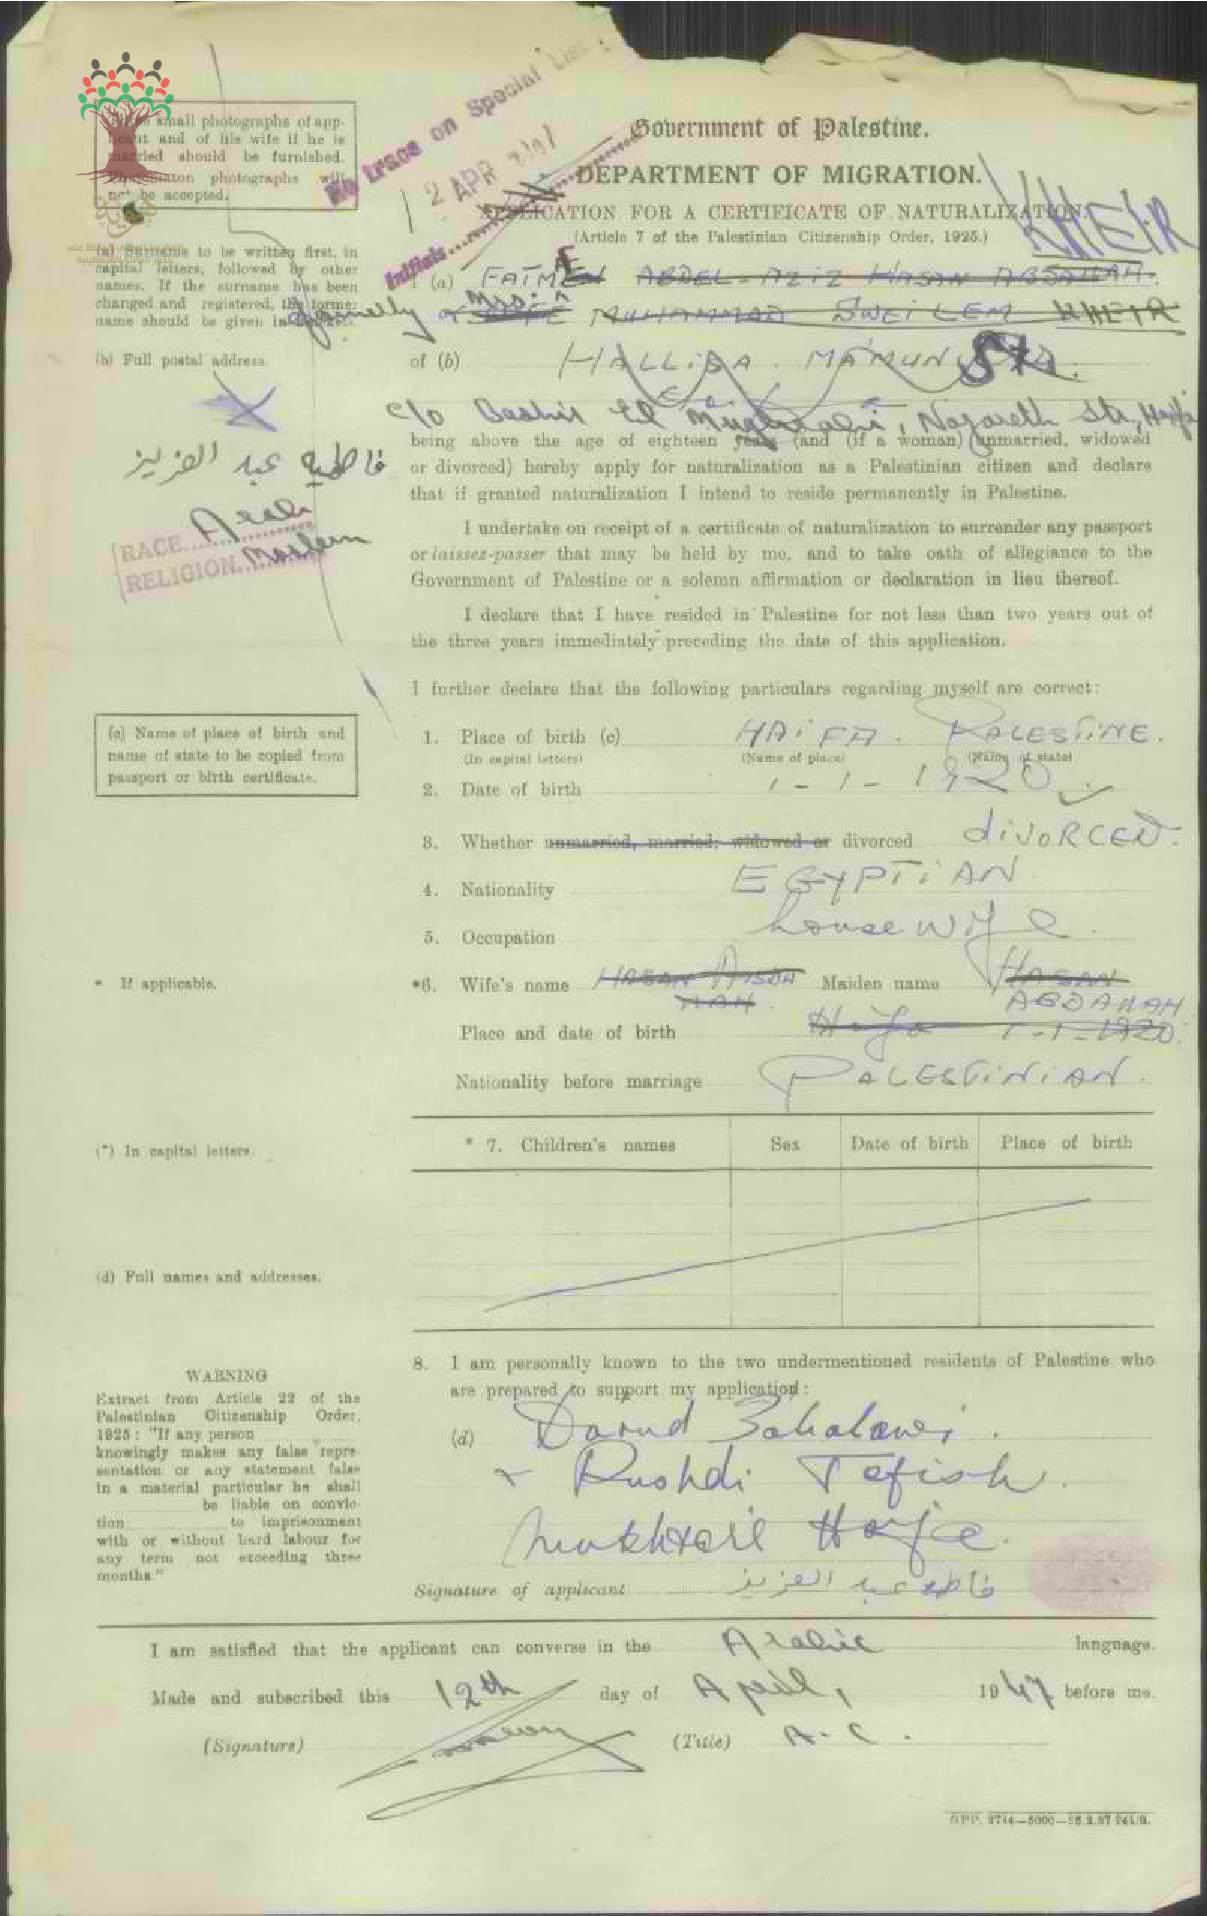 No trace on Special List
12 APR 1947
Initials
Three small photographs of app-
licant and of his wife if he is
married should be furnished.
Photomaton photographs will
not be accepted.
Government of Palestine.
DEPARTMENT OF MIGRATION.
APPLICATION FOR A CERTIFICATE OF NATURALIZATION.
(Article 7 of the Palestinian Citizenship Order, 1925.)
KHEIR
(a) Surname to be written first, in
capital letters, followed by other
names. If the surname has been
changed and registered, the former
name should be given in
I (a) FATME ABDEL-AZIZ HASAN ABDALLAH.
formerly Mrs. MUHAMMAD SWEILEM KHEIR
(b) Full postal address.
of (b) HALLISA. MAMUN Str.
c/o Bashir El Mughrabi, Nazareth Str, Haifa
being above the age of eighteen years (and (if a woman) unmarried, widowed
or divorced) hereby apply for naturalization as a Palestinian citizen and declare
that if granted naturalization I intend to reside permanently in Palestine.
فاطمه عبد العزيز
RACE Arab
RELIGION Moslem
I undertake on receipt of a certificate of naturalization to surrender any passport
or laissez-passer that may be held by me, and to take oath of allegiance to the
Government of Palestine or a solemn affirmation or declaration in lieu thereof.
I declare that I have resided in Palestine for not less than two years out of
the three years immediately preceding the date of this application.
I further declare that the following particulars regarding myself are correct:
(c) Name of place of birth and
name of state to be copied from
passport or birth certificate.
1. Place of birth (c) HAIFA. PALESTINE.
(In capital letters) (Name of place) (Name of state)
2. Date of birth 1-1-1920
3. Whether unmarried, married, widowed or divorced DIVORCED.
4. Nationality EGYPTIAN
5. Occupation house wife.
* If applicable.
*6. Wife's name HASAN Maiden name HASAN
ABDALLAH
Place and date of birth Haifa 1-1-1920
Nationality before marriage PALESTINIAN.
(*) In capital letters.
* 7. Children's names Sex Date of birth Place of birth
(d) Full names and addresses.
8. I am personally known to the two undermentioned residents of Palestine who
are prepared to support my application:
(d) Daoud
Rushdi Tefish
Signature of applicant فاطمه عبد العزيز
WARNING
Extract from Article 22 of the
Palestinian Citizenship Order,
1925: "If any person
knowingly makes any false repre-
sentation or any statement false
in a material particular he shall
be liable on convic-
tion to imprisonment
with or without hard labour for
any term not exceeding three
months."
I am satisfied that the applicant can converse in the Arabic language.
Made and subscribed this 12th day of April, 1947 before me.
(Signature) (Title) A.C.